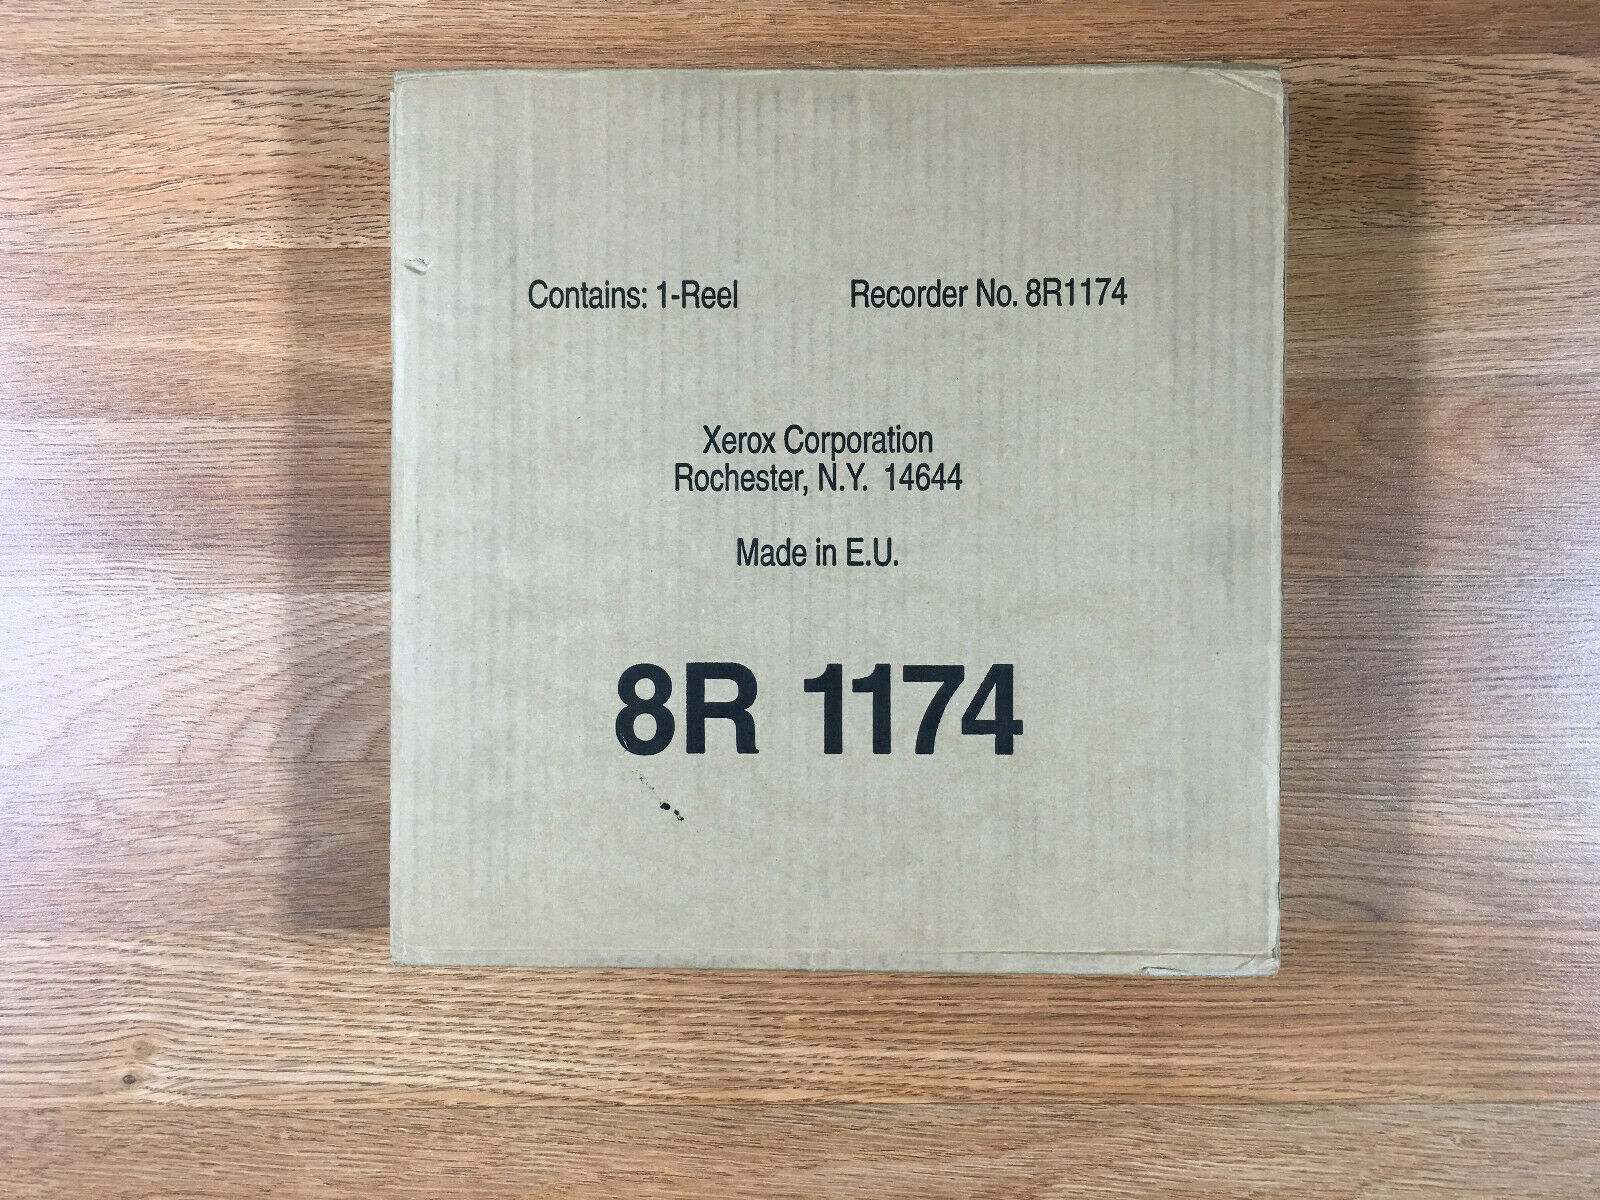 Contains: 1-Reel Recorder No. 8R1174
Xerox Corporation
Rochester, N.Y. 14644
Made in E.U.
8R 1174